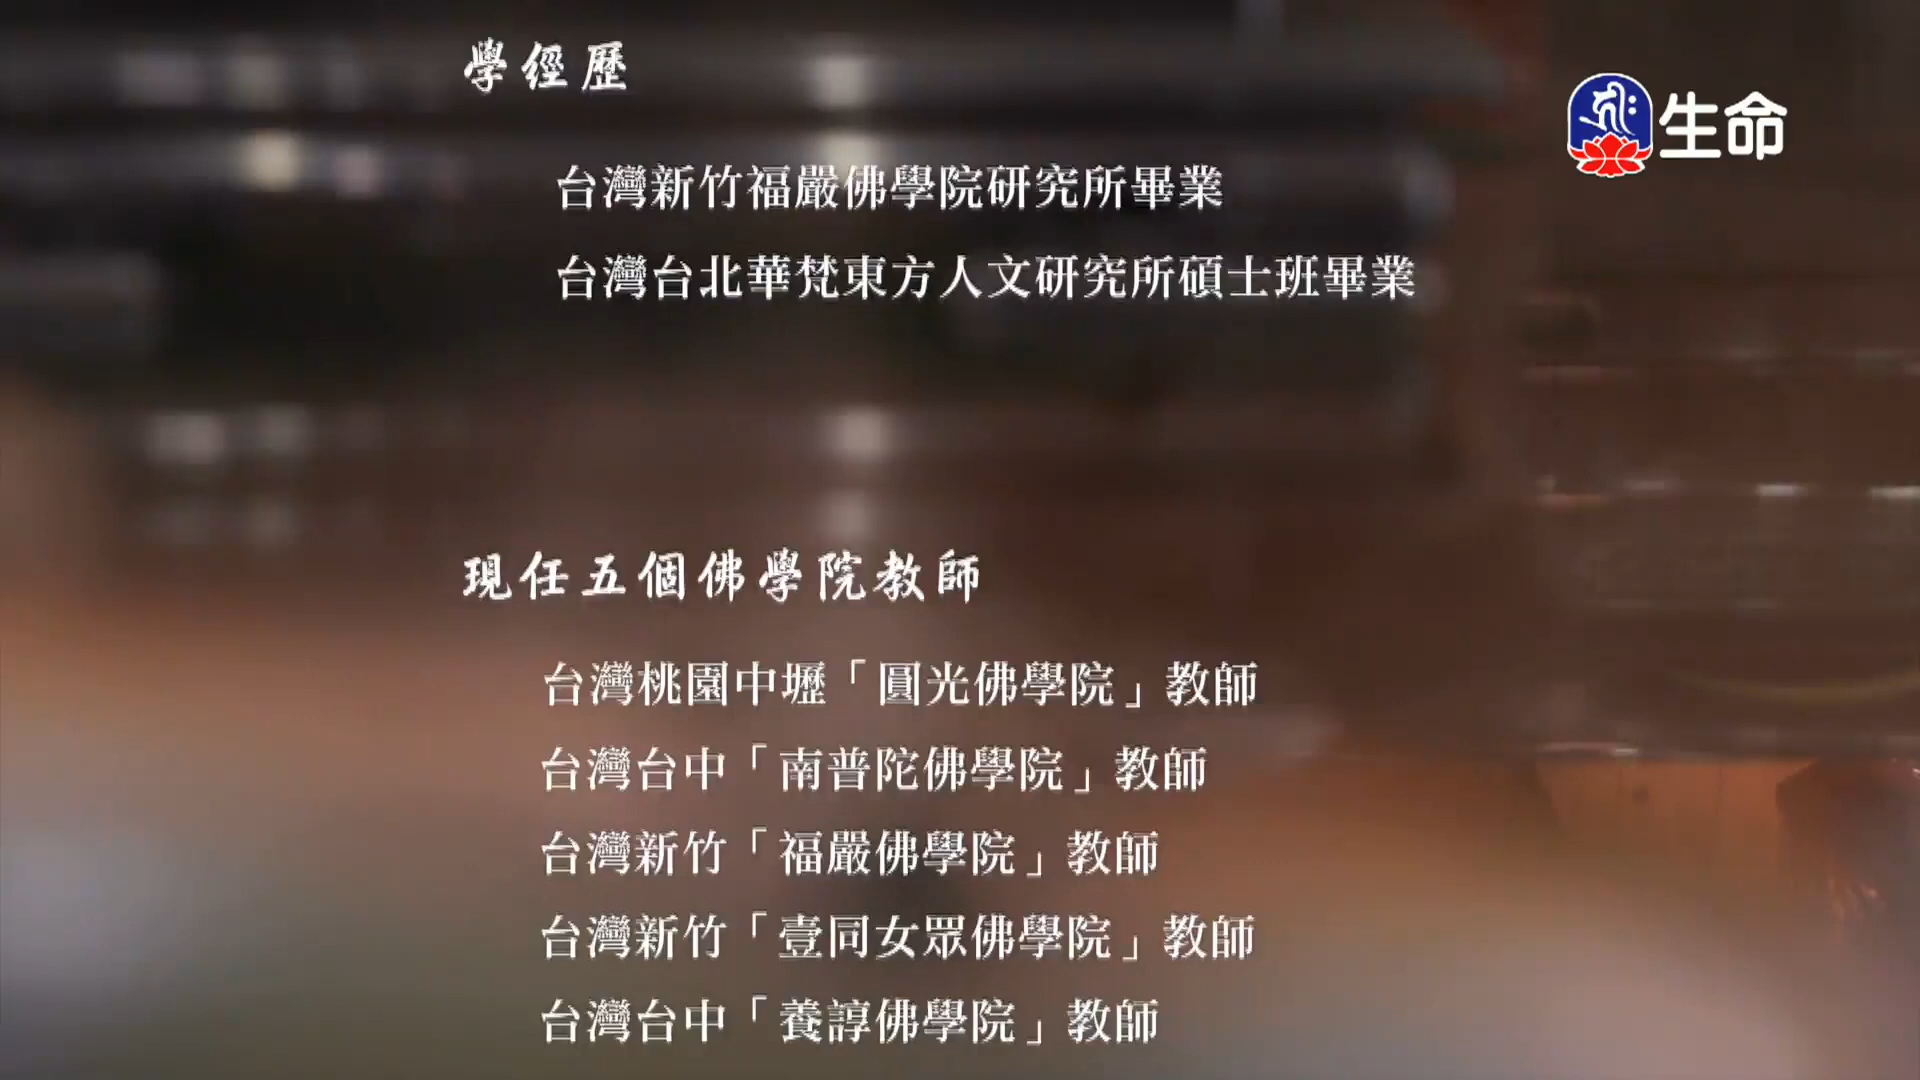 學經歷
生命
台灣新竹福嚴佛學院研究所畢業
台灣台北華梵東方人文研究所碩士班畢業
現任五個佛學院教師
台灣桃園中壢「圓光佛學院」教師
台灣台中「南普陀佛學院」教師
台灣新竹「福嚴佛學院」教師
台灣新竹「壹同女眾佛學院」教師
台灣台中「養諄佛學院」教師